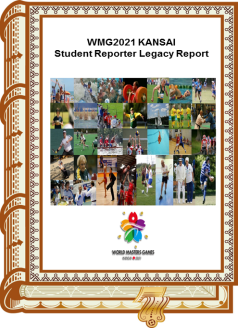 WMG2021 KANSAI
Student Reporter Legacy Report
WORLD MASTERS GAMES